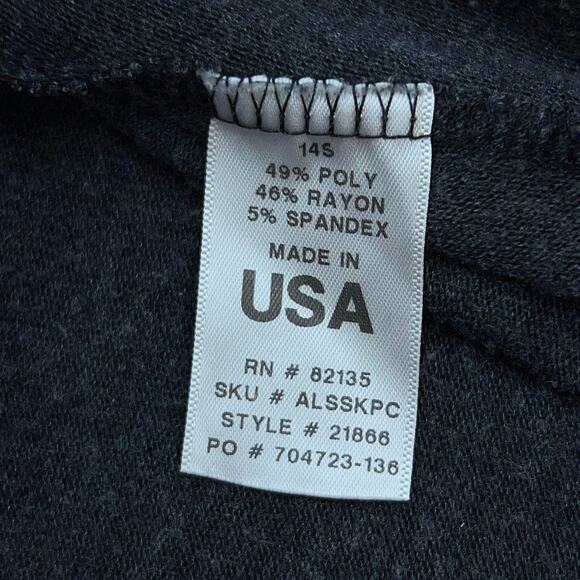 14S
49% POLY
46% RAYON
5% SPANDEX
MADE IN
USA
RN # 82135
SKU # ALSSKPC
STYLE # 21866
PO # 704723-136